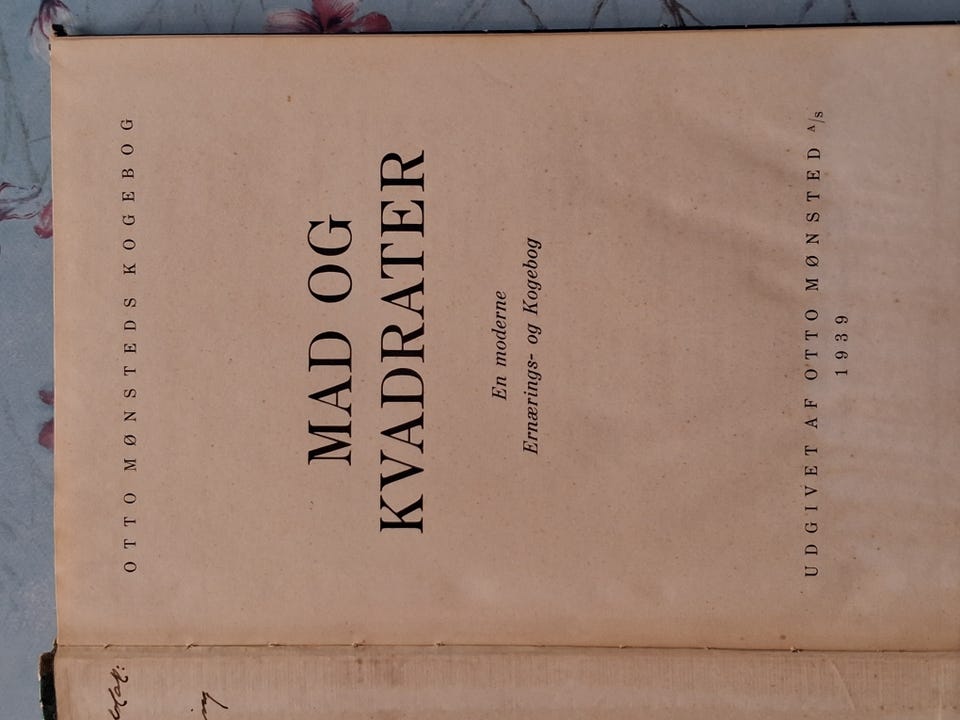 OTTO MØNSTEDS KOGEBOG
MAD OG
KVADRATER
En moderne
Ernærings- og Kogebog
UDGIVET AF OTTO MØNSTED A/S
1939